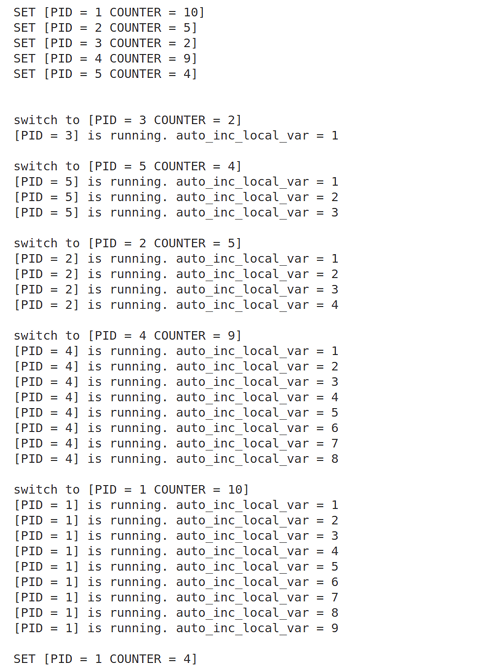 SET [PID = 1 COUNTER = 10]
SET [PID = 2 COUNTER = 5]
SET [PID = 3 COUNTER = 2]
SET [PID = 4 COUNTER = 9]
SET [PID = 5 COUNTER = 4]
switch to [PID = 3 COUNTER = 2]
[PID = 3] is running. auto_inc_local_var = 1
switch to [PID = 5 COUNTER = 4]
[PID = 5] is running. auto_inc_local_var = 1
[PID = 5] is running. auto_inc_local_var = 2
[PID = 5] is running. auto_inc_local_var = 3
switch to [PID = 2 COUNTER = 5]
[PID = 2] is running. auto_inc_local_var = 1
[PID = 2] is running. auto_inc_local_var = 2
[PID = 2] is running. auto_inc_local_var = 3
[PID = 2] is running. auto_inc_local_var = 4
switch to [PID = 4 COUNTER = 9]
[PID = 4] is running. auto_inc_local_var = 1
[PID = 4] is running. auto_inc_local_var = 2
[PID = 4] is running. auto_inc_local_var = 3
[PID = 4] is running. auto_inc_local_var = 4
[PID = 4] is running. auto_inc_local_var = 5
[PID = 4] is running. auto_inc_local_var = 6
[PID = 4] is running. auto_inc_local_var = 7
[PID = 4] is running. auto_inc_local_var = 8
switch to [PID = 1 COUNTER = 10]
[PID = 1] is running. auto_inc_local_var = 1
[PID = 1] is running. auto_inc_local_var = 2
[PID = 1] is running. auto_inc_local_var = 3
[PID = 1] is running. auto_inc_local_var = 4
[PID = 1] is running. auto_inc_local_var = 5
[PID = 1] is running. auto_inc_local_var = 6
[PID = 1] is running. auto_inc_local_var = 7
[PID = 1] is running. auto_inc_local_var = 8
[PID = 1] is running. auto_inc_local_var = 9
SET [PID = 1 COUNTER = 4]